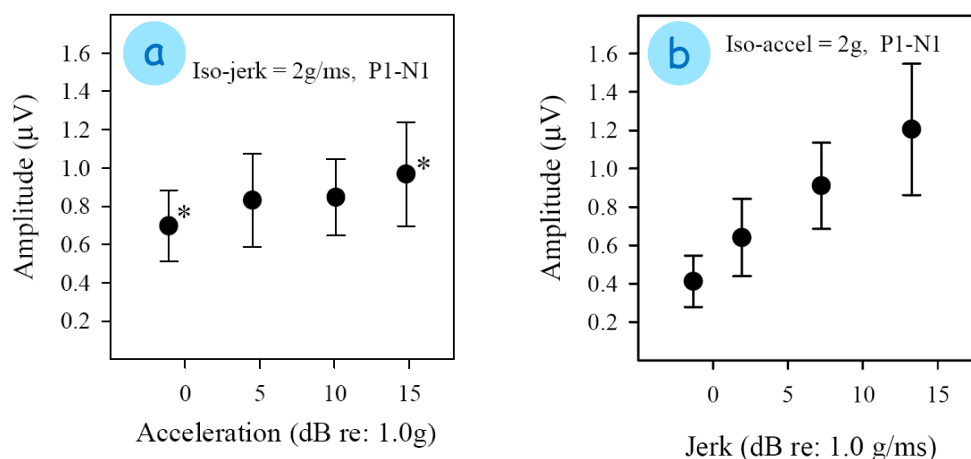 a
Iso-jerk = 2g/ms, P1-N1
Amplitude (µV)
1.6
1.4
1.2
1.0
0.8
0.6
0.4
0.2
*
*
0 5 10 15
Acceleration (dB re: 1.0g)
b
Iso-accel = 2g, P1-N1
Amplitude (µV)
1.6
1.4
1.2
1.0
0.8
0.6
0.4
0.2
0 5 10 15
Jerk (dB re: 1.0 g/ms)